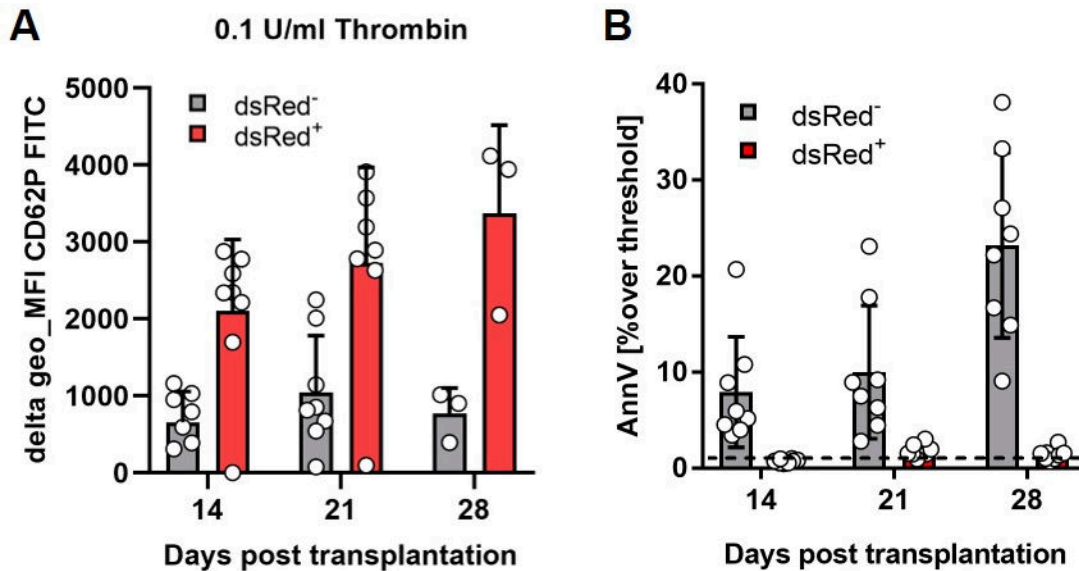 A
0.1 U/ml Thrombin
delta geo_MFI CD62P FITC
5000
4000
3000
2000
1000
0
dsRed⁻
dsRed⁺
14
21
28
Days post transplantation
B
AnnV [%over threshold]
40
30
20
10
0
dsRed⁻
dsRed⁺
14
21
28
Days post transplantation